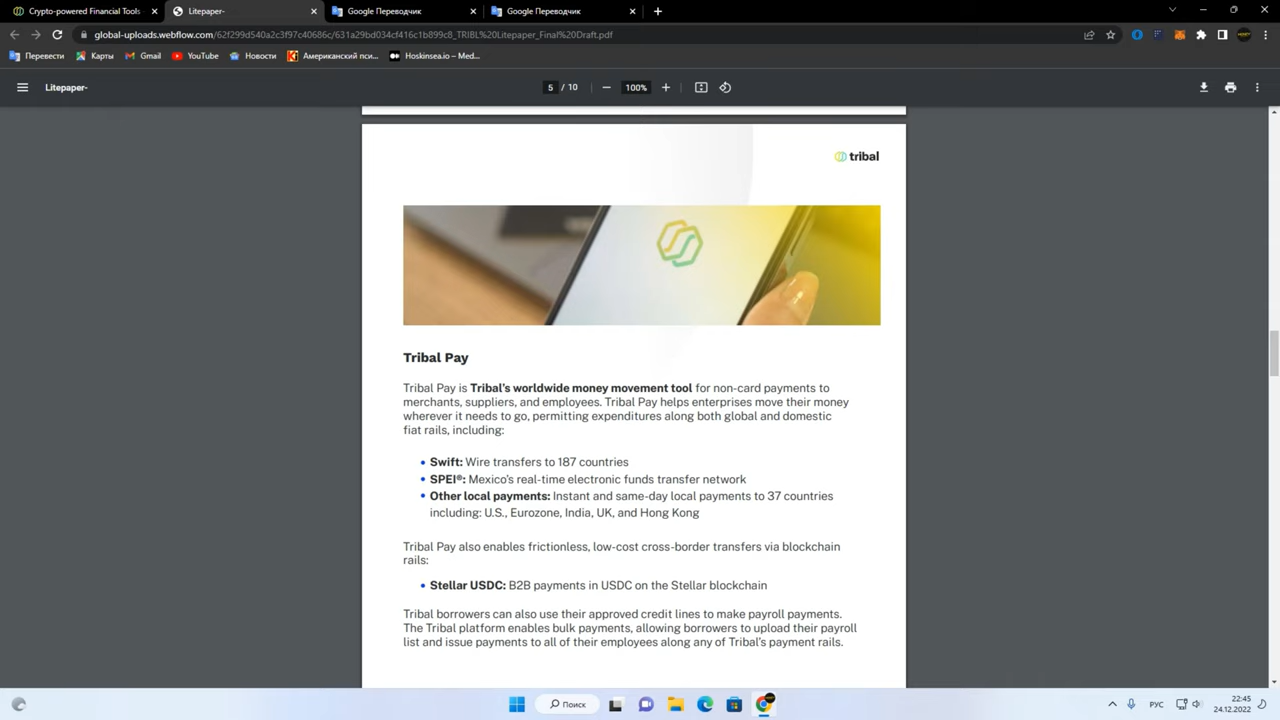 Crypto-powered Financial Tools
Litepaper-
Google Переводчик
Google Переводчик
global-uploads.webflow.com/62f299d540a2c3f97c40686c/631a29bd034cf416c1b899c8_TRIBL%20Litepaper_Final%20Draft.pdf
Перевести
Карты
Gmail
YouTube
Новости
Американский пси...
Hoskinsea.io – Med...
Litepaper-
5 / 10
100%
tribal
Tribal Pay
Tribal Pay is Tribal's worldwide money movement tool for non-card payments to
merchants, suppliers, and employees. Tribal Pay helps enterprises move their money
wherever it needs to go, permitting expenditures along both global and domestic
fiat rails, including:
• Swift: Wire transfers to 187 countries
• SPEI®: Mexico's real-time electronic funds transfer network
• Other local payments: Instant and same-day local payments to 37 countries
including: U.S., Eurozone, India, UK, and Hong Kong
Tribal Pay also enables frictionless, low-cost cross-border transfers via blockchain
rails:
• Stellar USDC: B2B payments in USDC on the Stellar blockchain
Tribal borrowers can also use their approved credit lines to make payroll payments.
The Tribal platform enables bulk payments, allowing borrowers to upload their payroll
list and issue payments to all of their employees along any of Tribal's payment rails.
Поиск
РУС
22:45
24.12.2022